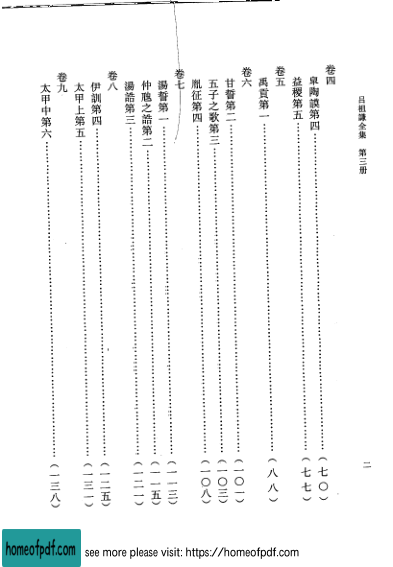 吕祖謙全集　第三册
二
卷四
皋陶謨第四……（七〇）
益稷第五……（七七）
卷五
禹貢第一……（八八）
卷六
甘誓第二……（一〇一）
五子之歌第三……（一〇三）
胤征第四……（一〇八）
卷七
湯誓第一……（一一三）
仲虺之誥第二……（一一五）
湯誥第三……（一二一）
卷八
伊訓第四……（一二五）
太甲上第五……（一三一）
卷九
太甲中第六……（一三八）
homeofpdf.com
see more please visit: https://homeofpdf.com